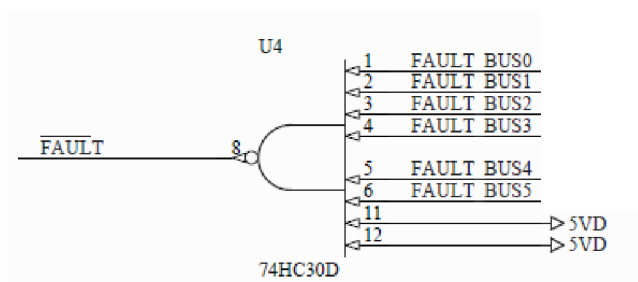 U4
1 FAULT BUS0
2 FAULT BUS1
3 FAULT BUS2
4 FAULT BUS3
FAULT 8
5 FAULT BUS4
6 FAULT BUS5
11 5VD
12 5VD
74HC30D